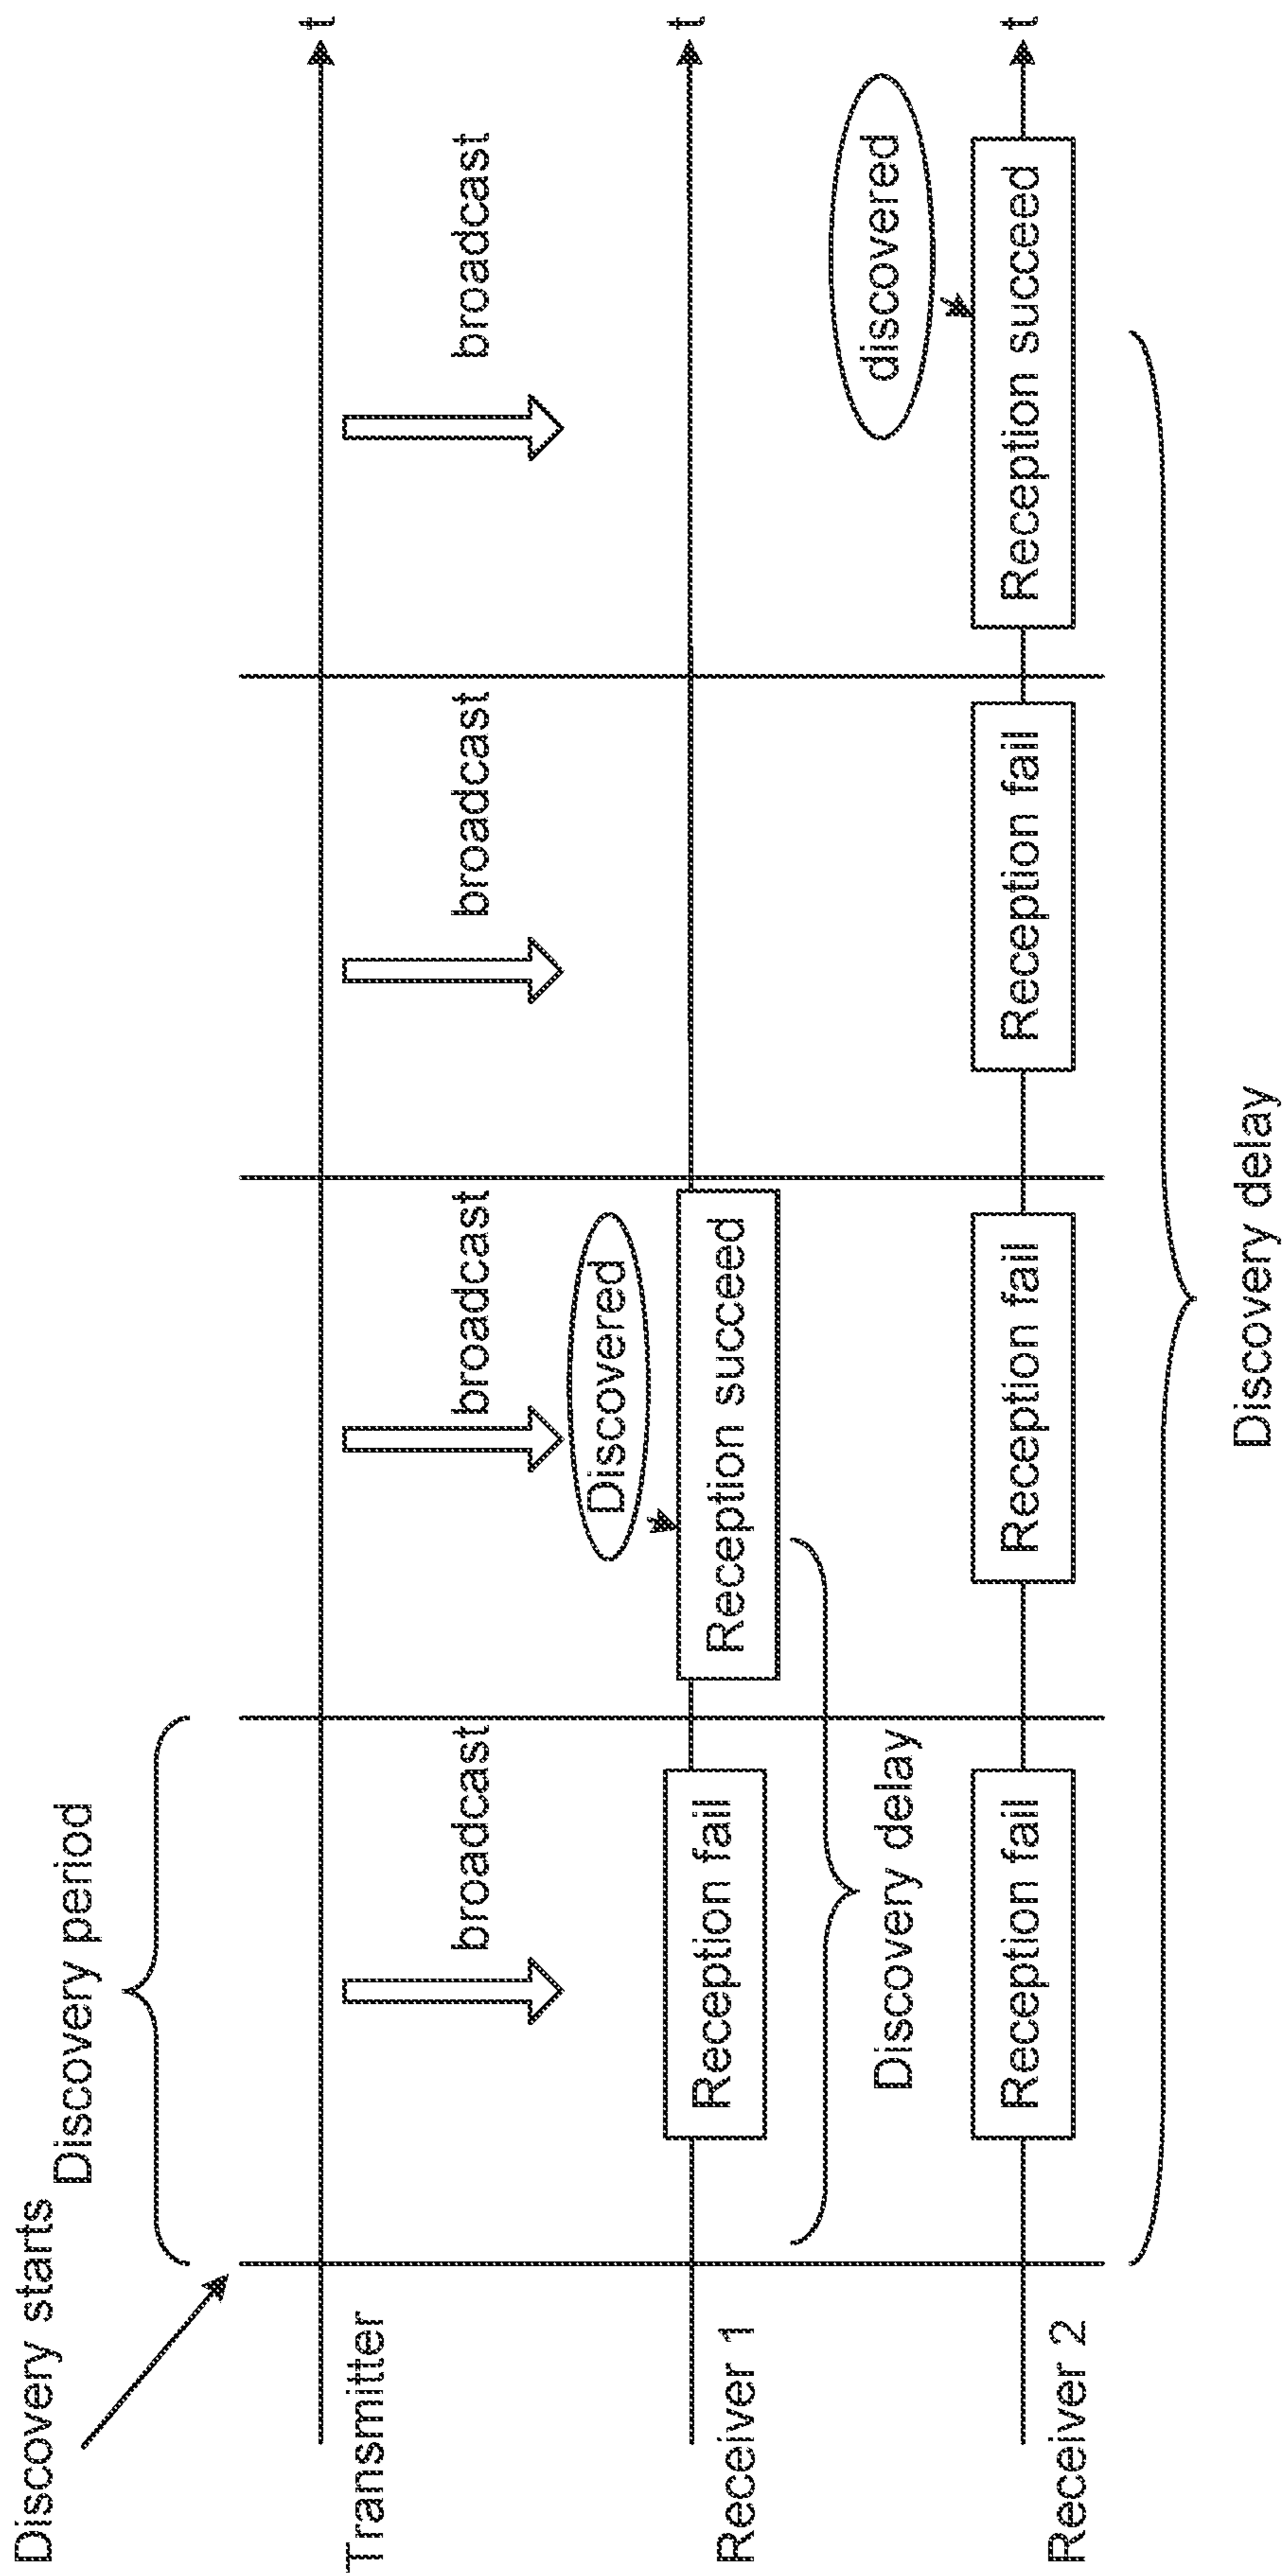 Discovery starts
Discovery period
Transmitter
t
broadcast
broadcast
broadcast
broadcast
Receiver 1
t
Reception fail
Discovered
Reception succeed
Discovery delay
Receiver 2
t
Reception fail
Reception fail
Reception fail
discovered
Reception succeed
Discovery delay